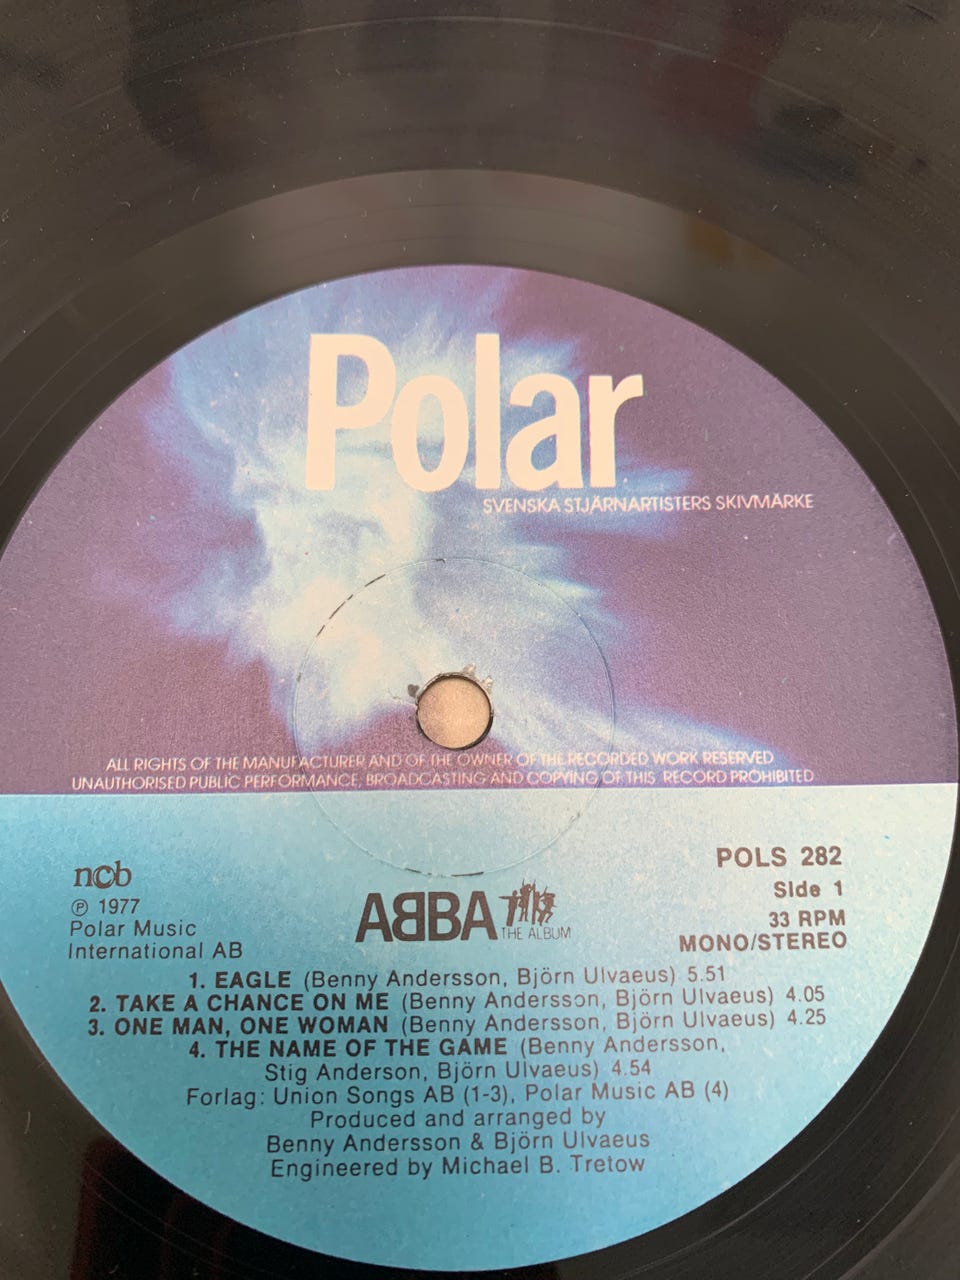 Polar
SVENSKA STJÄRNARTISTERS SKIVMÄRKE
ALL RIGHTS OF THE MANUFACTURER AND OF THE OWNER OF THE RECORDED WORK RESERVED
UNAUTHORISED PUBLIC PERFORMANCE, BROADCASTING AND COPYING OF THIS RECORD PROHIBITED
ncb
℗ 1977
Polar Music
International AB
ABBA THE ALBUM
POLS 282
Side 1
33 RPM
MONO/STEREO
1. EAGLE (Benny Andersson, Björn Ulvaeus) 5.51
2. TAKE A CHANCE ON ME (Benny Andersson, Björn Ulvaeus) 4.05
3. ONE MAN, ONE WOMAN (Benny Andersson, Björn Ulvaeus) 4.25
4. THE NAME OF THE GAME (Benny Andersson,
Stig Anderson, Björn Ulvaeus) 4.54
Forlag: Union Songs AB (1-3), Polar Music AB (4)
Produced and arranged by
Benny Andersson & Björn Ulvaeus
Engineered by Michael B. Tretow